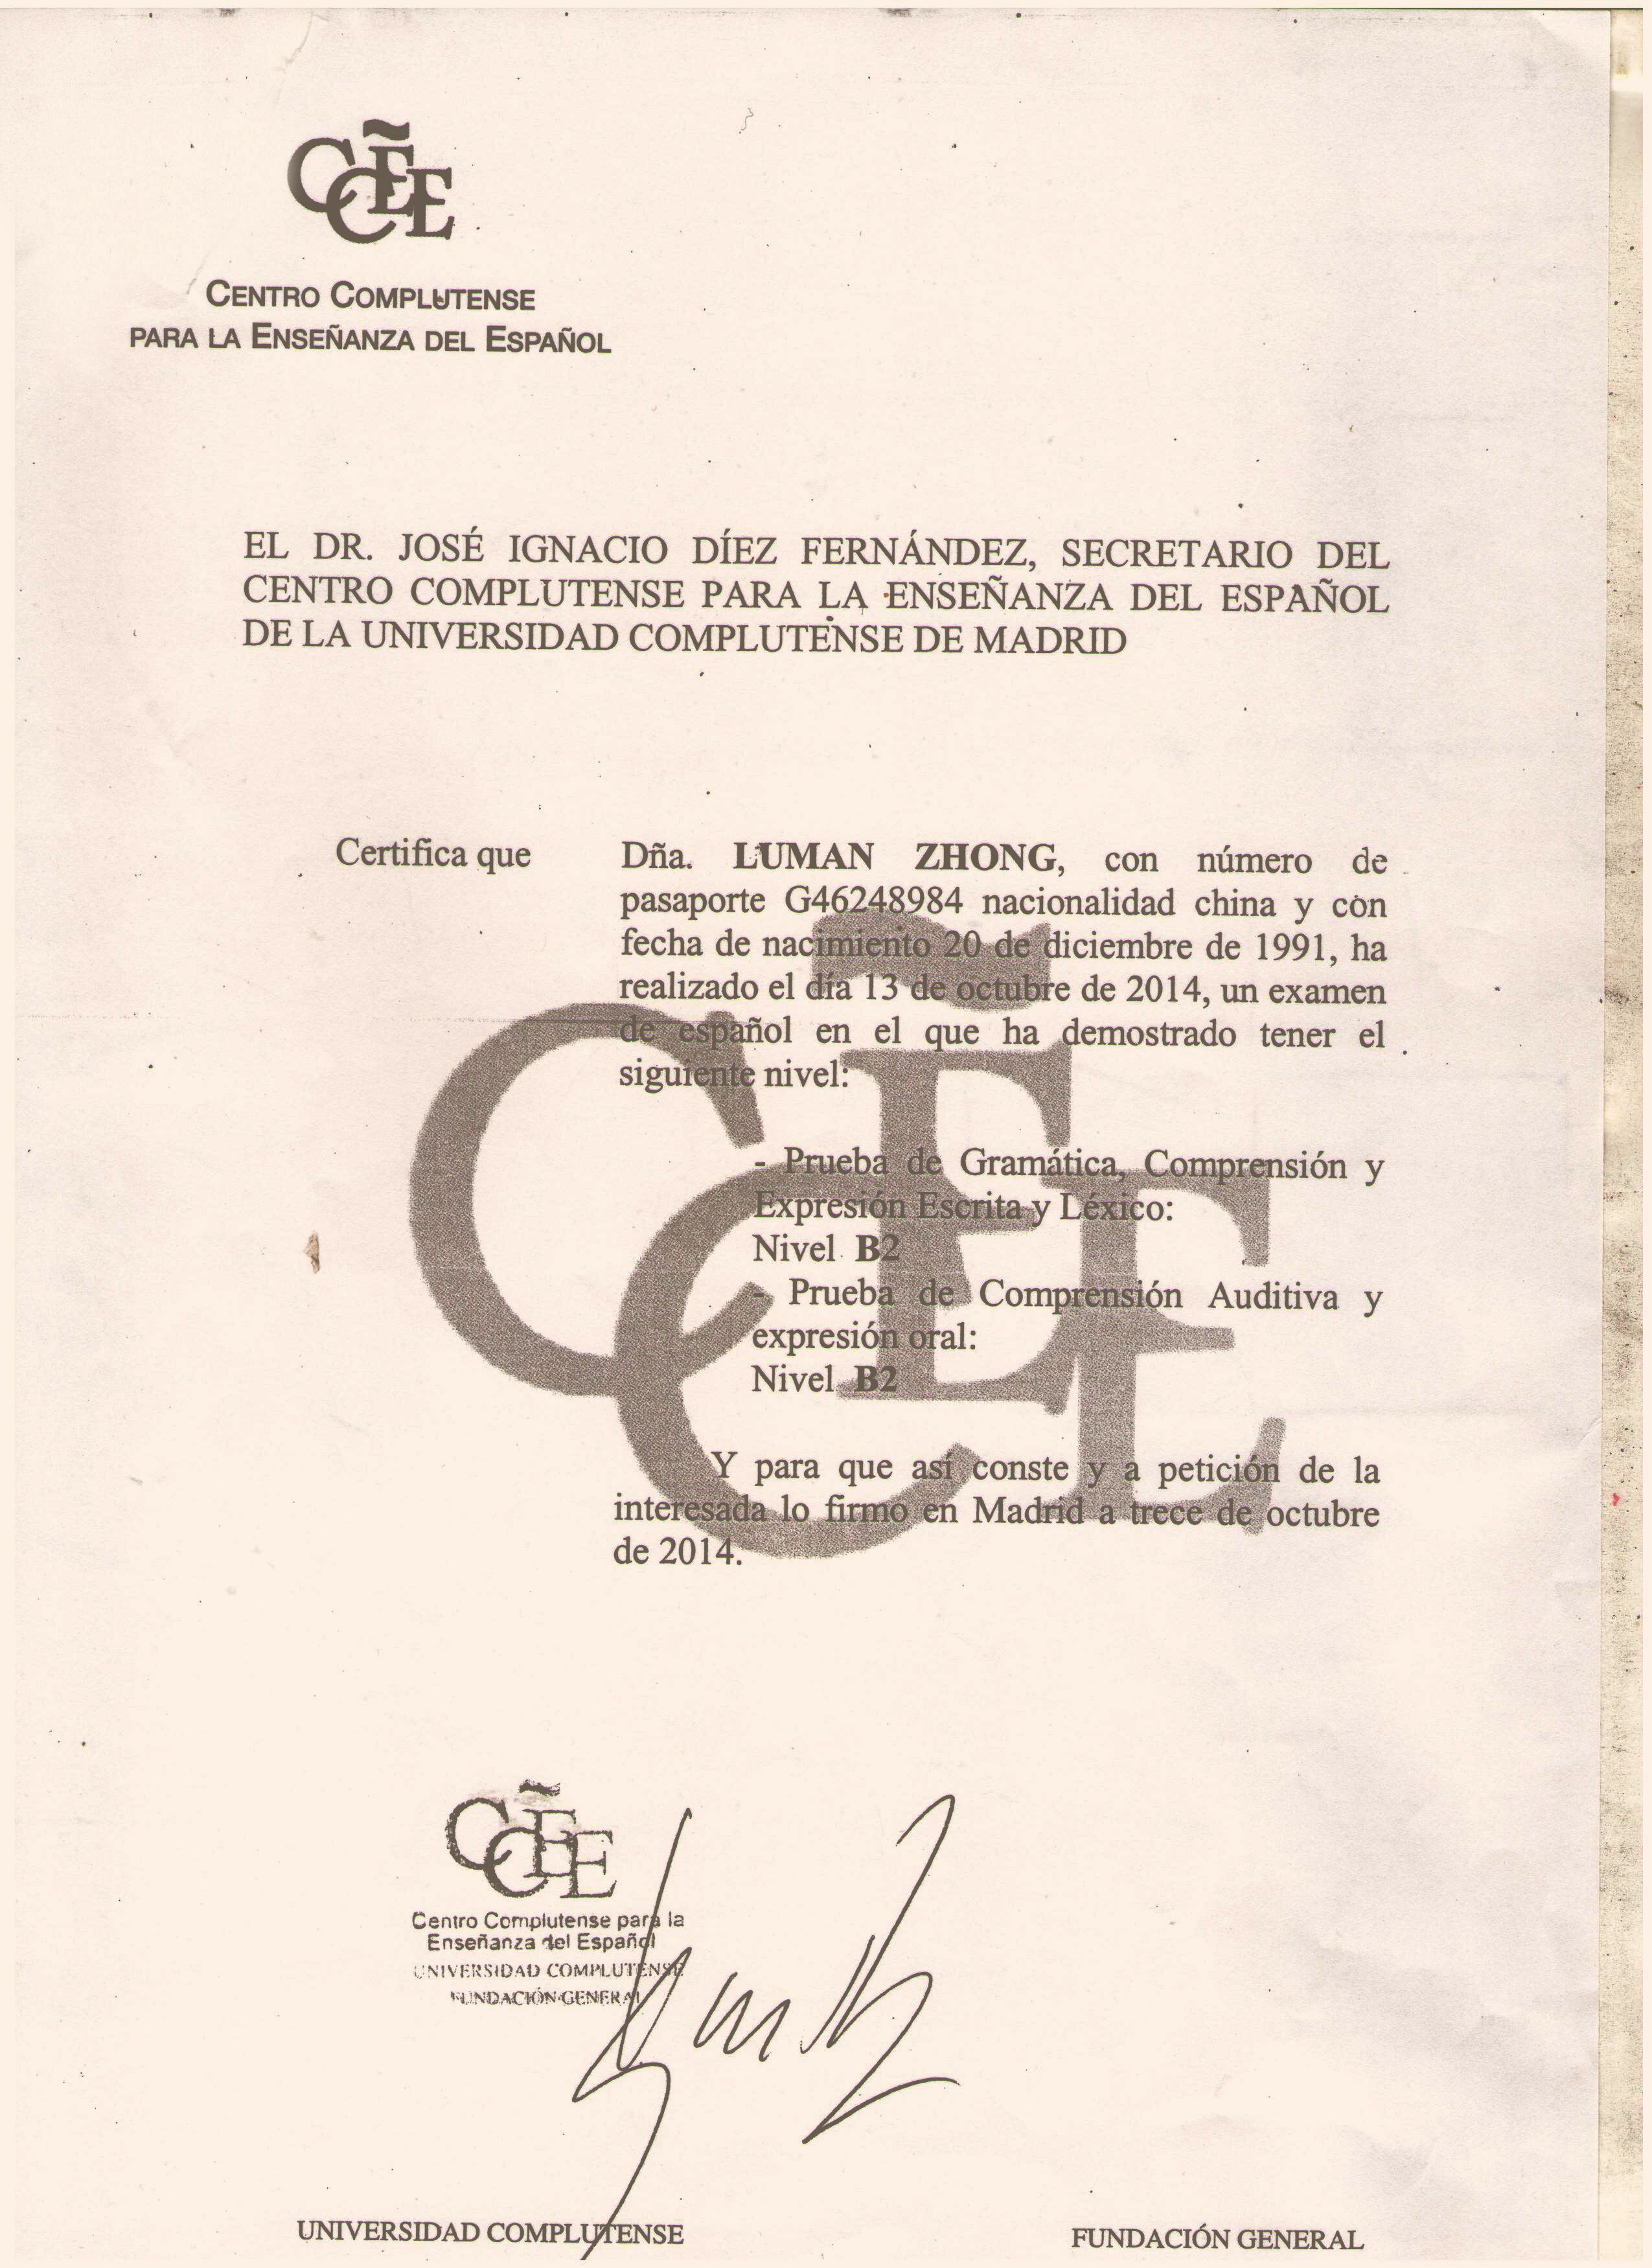 CCẼE
CENTRO COMPLUTENSE
PARA LA ENSEÑANZA DEL ESPAÑOL
EL DR. JOSÉ IGNACIO DÍEZ FERNÁNDEZ, SECRETARIO DEL
CENTRO COMPLUTENSE PARA LA ENSEÑANZA DEL ESPAÑOL
DE LA UNIVERSIDAD COMPLUTENSE DE MADRID
Certifica que
Dña. LUMAN ZHONG, con número de
pasaporte G46248984 nacionalidad china y con
fecha de nacimiento 20 de diciembre de 1991, ha
realizado el día 13 de octubre de 2014, un examen
de español en el que ha demostrado tener el
siguiente nivel:
- Prueba de Gramática, Comprensión y
Expresión Escrita y Léxico:
Nivel B2
- Prueba de Comprensión Auditiva y
expresión oral:
Nivel B2
Y para que así conste y a petición de la
interesada lo firmo en Madrid a trece de octubre
de 2014.
CCẼE
CCẼE
Centro Complutense para la
Enseñanza del Español
UNIVERSIDAD COMPLUTENSE
FUNDACIÓN GENERAL
UNIVERSIDAD COMPLUTENSE
FUNDACIÓN GENERAL